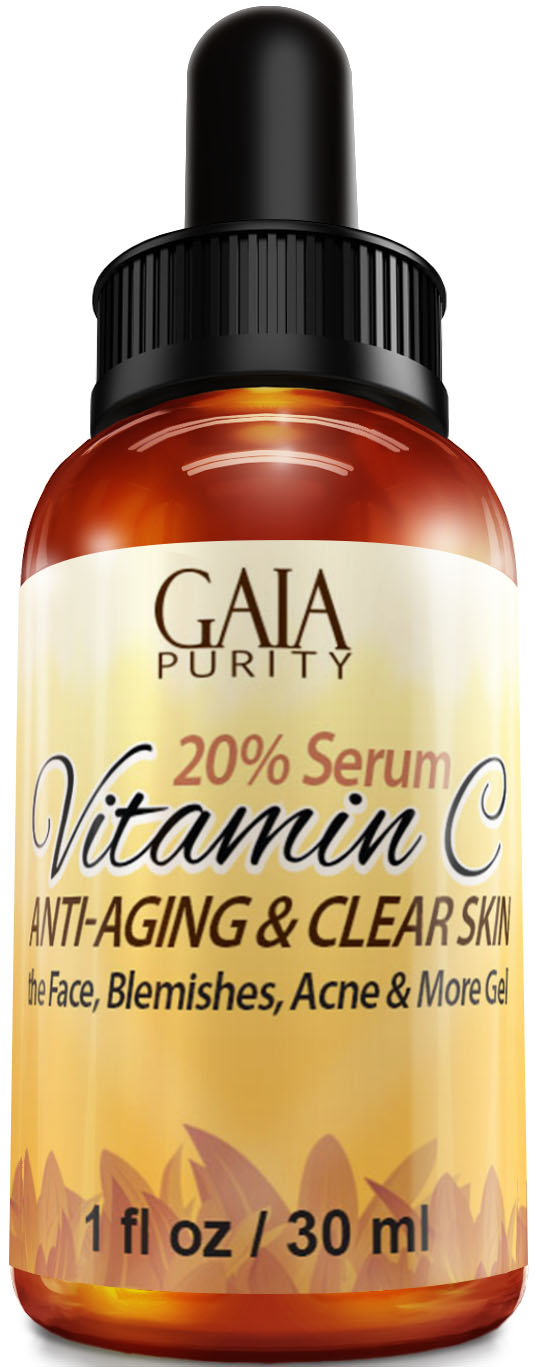 GAIA
PURITY
20% Serum
Vitamin C
ANTI-AGING & CLEAR SKIN
the Face, Blemishes, Acne & More Gel
1 fl oz / 30 ml